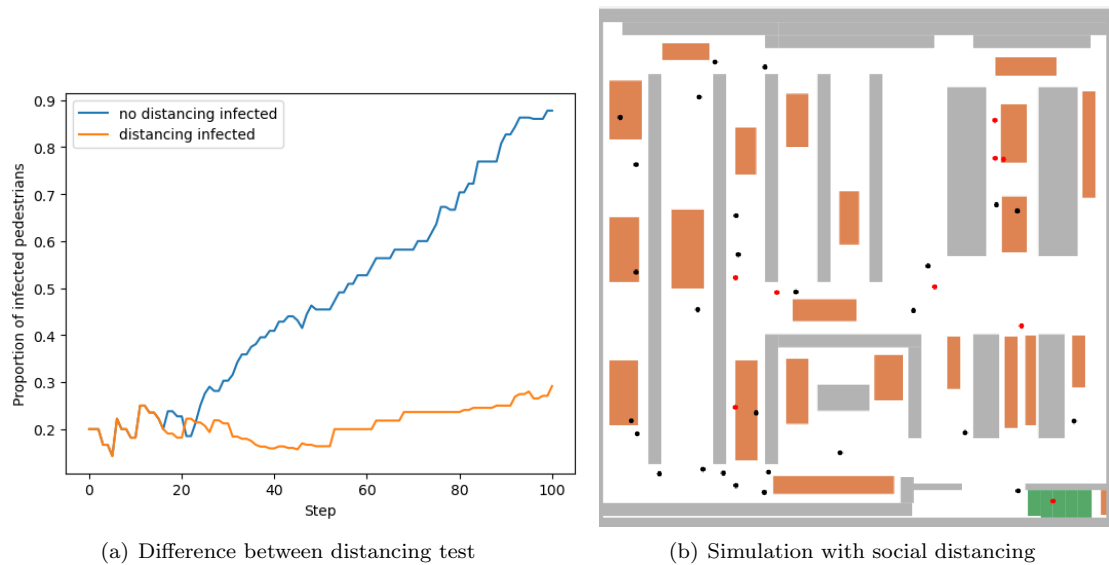 no distancing infected
distancing infected
Proportion of infected pedestrians
0.9
0.8
0.7
0.6
0.5
0.4
0.3
0.2
0 20 40 60 80 100
Step
(a) Difference between distancing test
(b) Simulation with social distancing